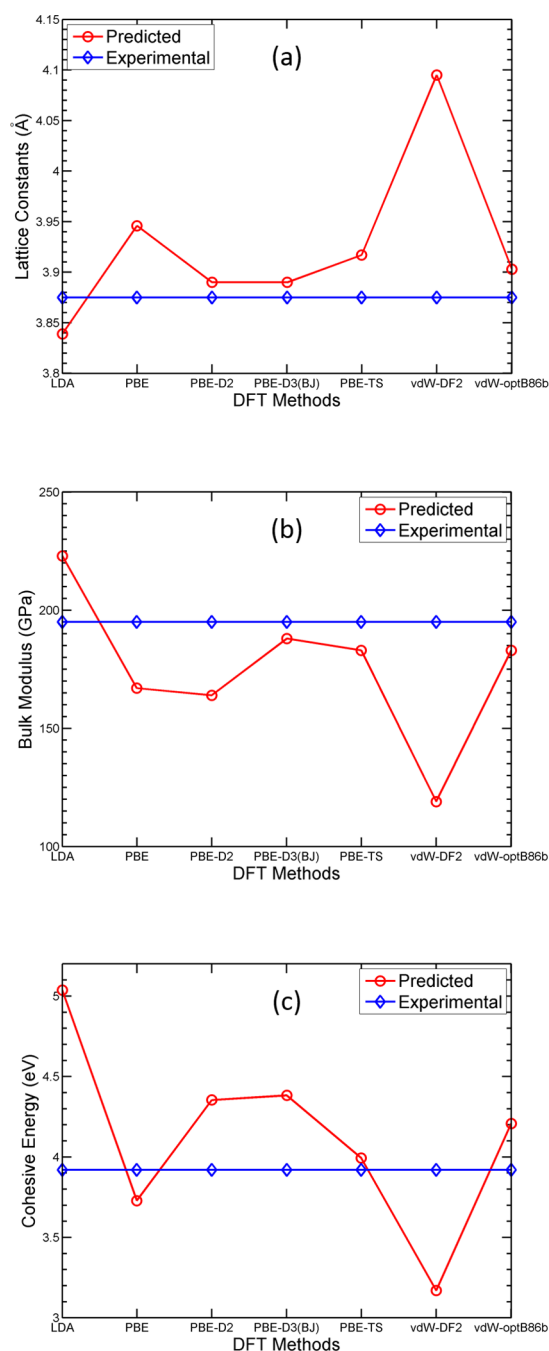 4.15
Predicted
Experimental
(a)
4.1
4.05
4
3.95
3.9
3.85
3.8
Lattice Constants (Å)
LDA PBE PBE-D2 PBE-D3(BJ) PBE-TS vdW-DF2 vdW-optB86b
DFT Methods
250
Predicted
Experimental
(b)
200
150
100
Bulk Modulus (GPa)
LDA PBE PBE-D2 PBE-D3(BJ) PBE-TS vdW-DF2 vdW-optB86b
DFT Methods
Predicted
Experimental
(c)
5
4.5
4
3.5
3
Cohesive Energy (eV)
LDA PBE PBE-D2 PBE-D3(BJ) PBE-TS vdW-DF2 vdW-optB86b
DFT Methods